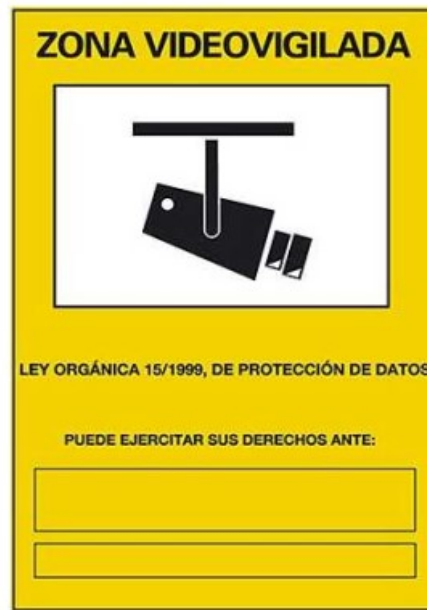 ZONA VIDEOVIGILADA
LEY ORGÁNICA 15/1999, DE PROTECCIÓN DE DATOS
PUEDE EJERCITAR SUS DERECHOS ANTE: